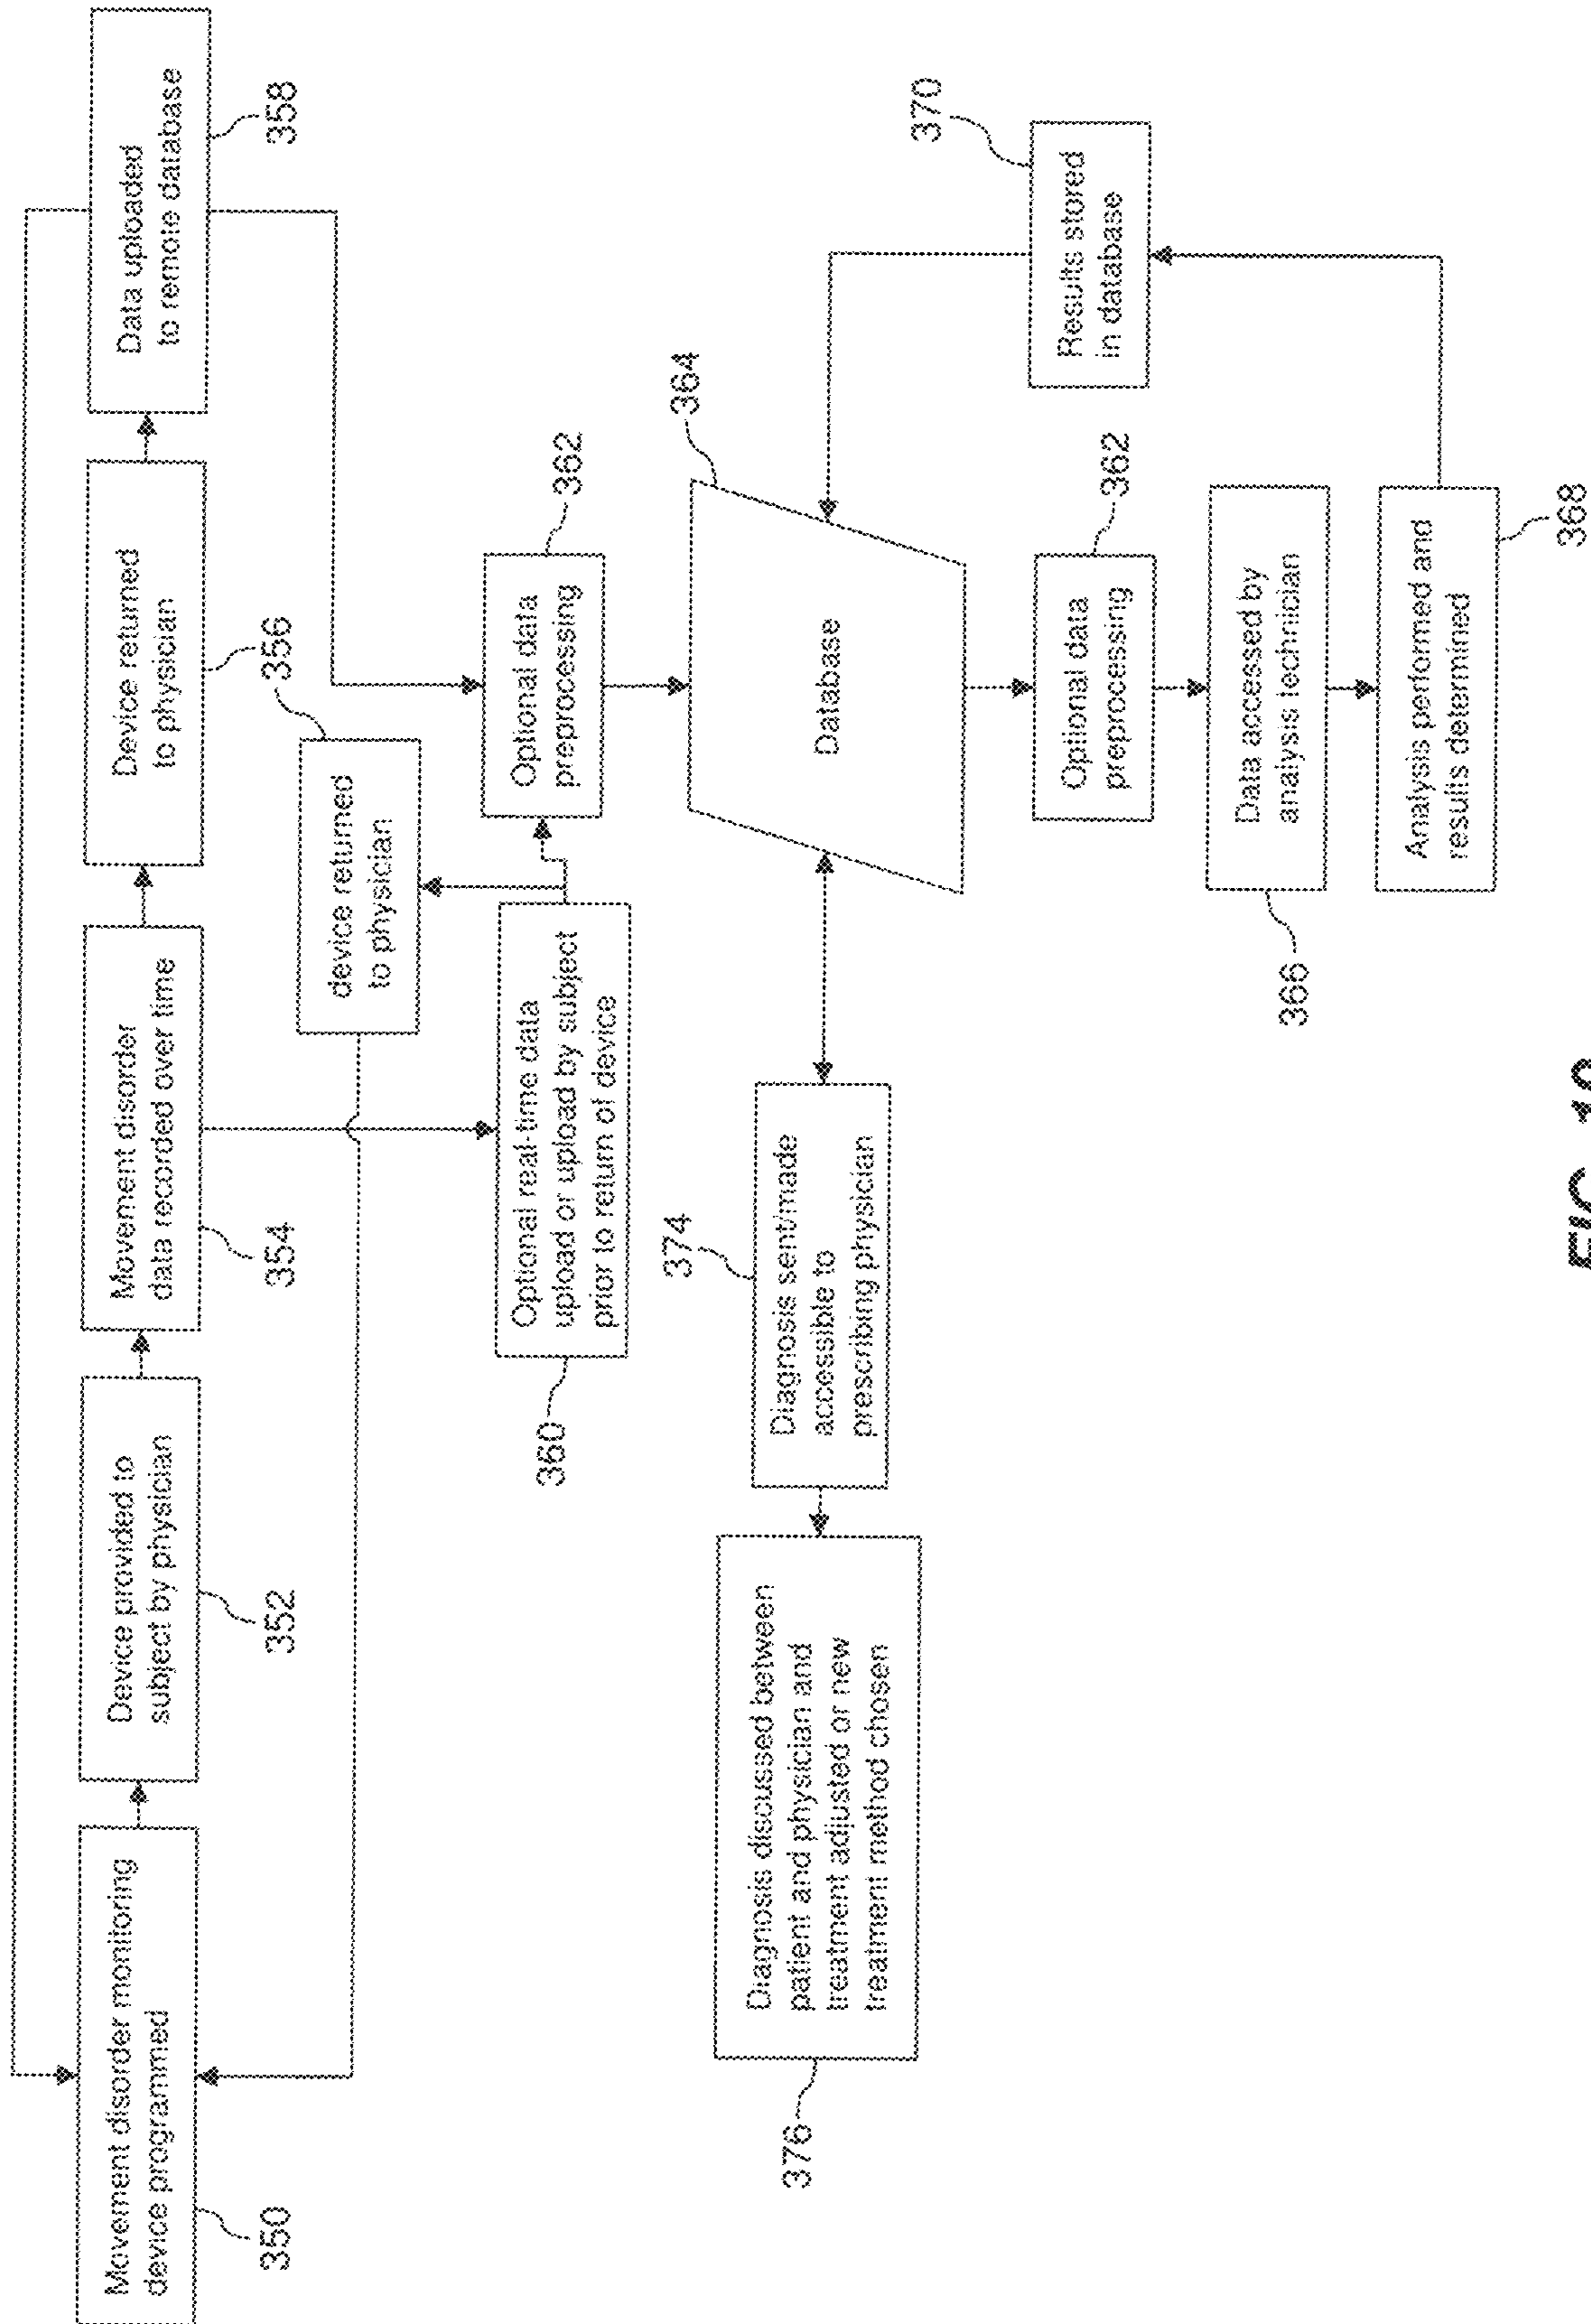 Movement disorder monitoring
device programmed
350
Device provided to
subject by physician
352
Movement disorder
data recorded over time
354
Device returned
to physician
356
Data uploaded
to remote database
358
device returned
to physician
Optional real-time data
upload or upload by subject
prior to return of device
360
Optional data
preprocessing
362
Database
364
Diagnosis discussed between
patient and physician and
treatment adjusted or new
treatment method chosen
376
Diagnosis sent/made
accessible to
prescribing physician
374
Optional data
preprocessing
362
Results stored
in database
370
Data accessed by
analysis technician
366
Analysis performed and
results determined
368
FIG.